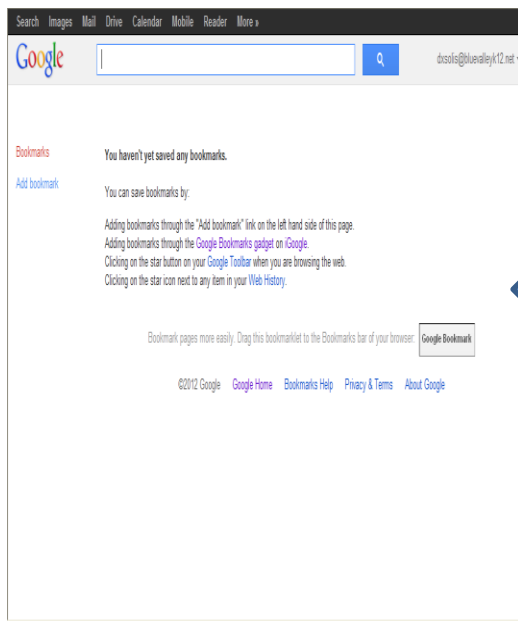 Search Images Mail Drive Calendar Mobile Reader More »
Google
dxsolis@bluevalleyk12.net
Bookmarks
You haven't yet saved any bookmarks.
Add bookmark
You can save bookmarks by:
Adding bookmarks through the "Add bookmark" link on the left hand side of this page.
Adding bookmarks through the Google Bookmarks gadget on iGoogle.
Clicking on the star button on your Google Toolbar when you are browsing the web.
Clicking on the star icon next to any item in your Web History.
Bookmark pages more easily. Drag this bookmarklet to the Bookmarks bar of your browser: Google Bookmark
©2012 Google Google Home Bookmarks Help Privacy & Terms About Google